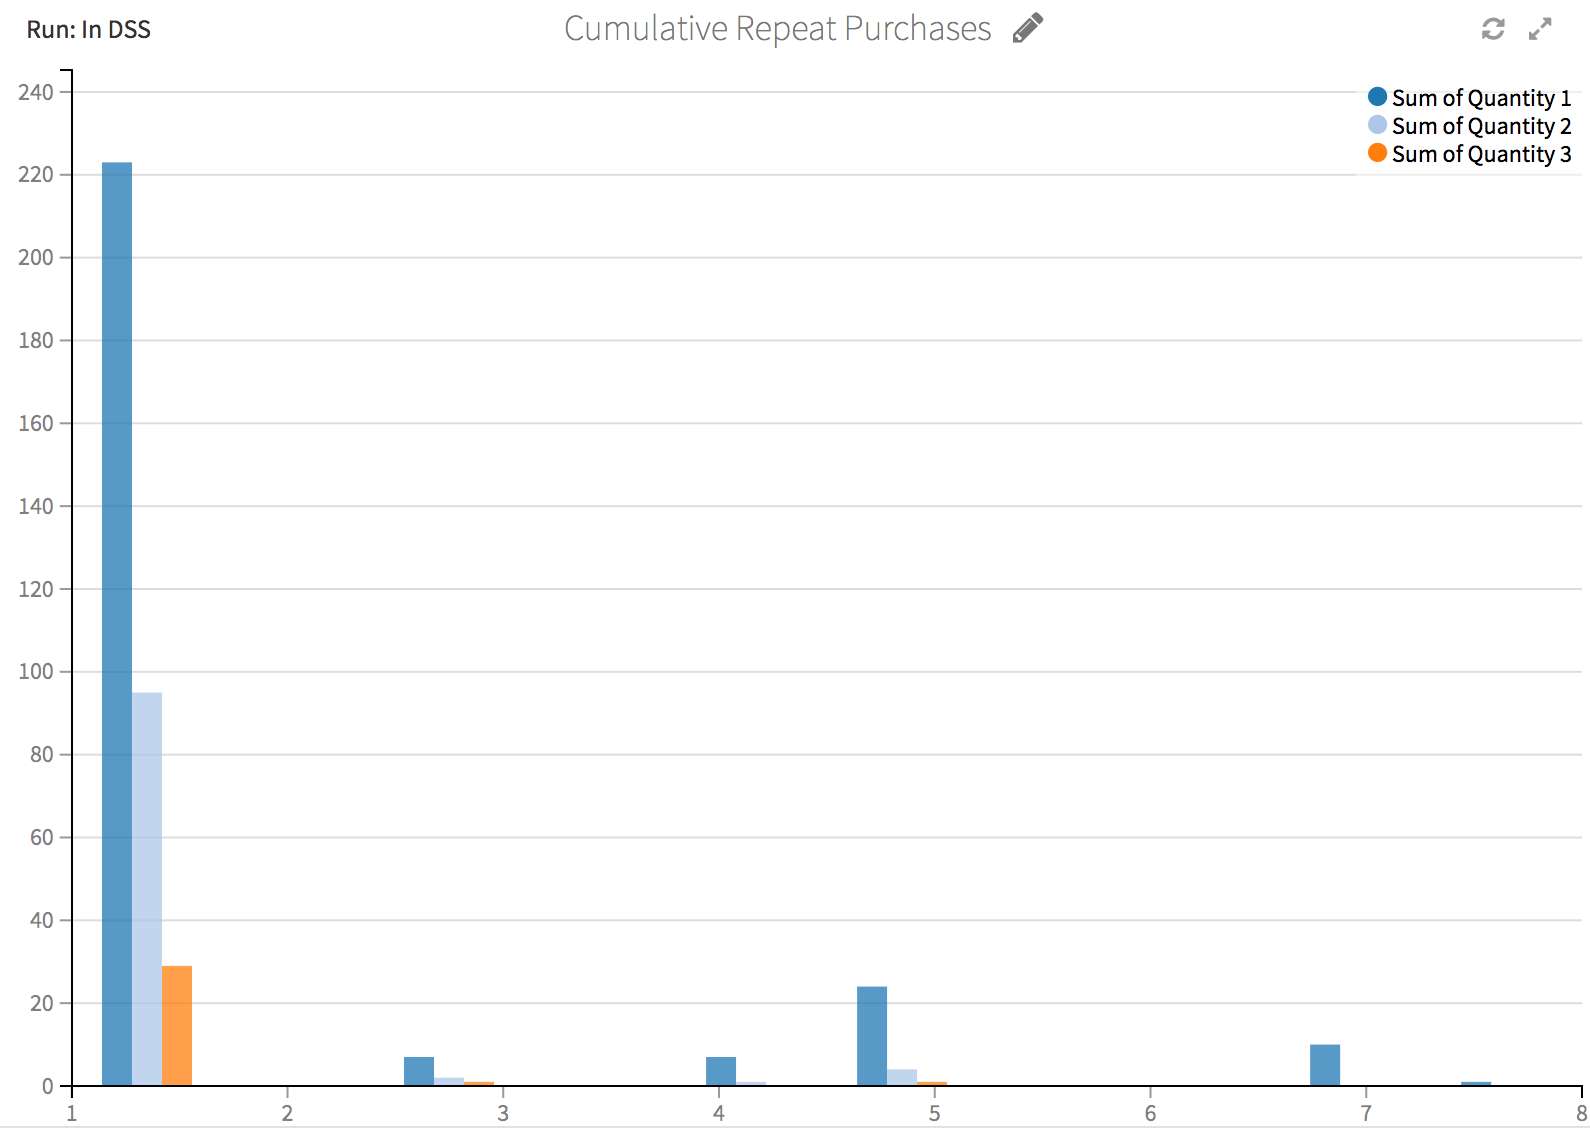 Run: In DSS
Cumulative Repeat Purchases
Sum of Quantity 1
Sum of Quantity 2
Sum of Quantity 3
240
220
200
180
160
140
120
100
80
60
40
20
0
1 2 3 4 5 6 7 8